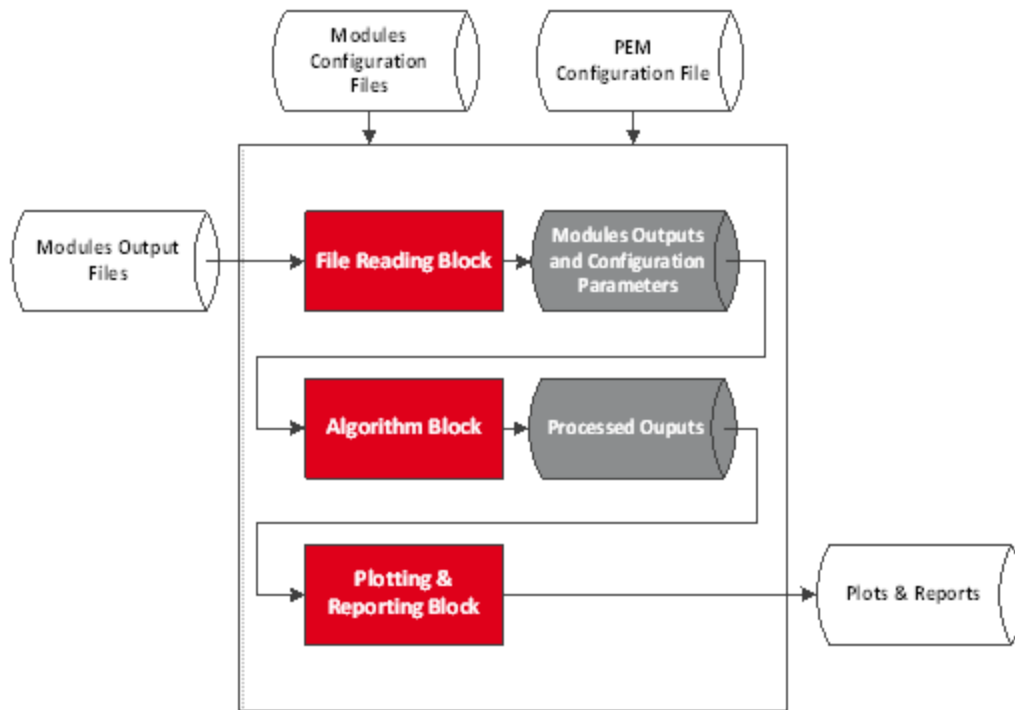 Modules
Configuration
Files
PEM
Configuration File
Modules Output
Files
File Reading Block
Modules Outputs
and Configuration
Parameters
Algorithm Block
Processed Ouputs
Plotting &
Reporting Block
Plots & Reports